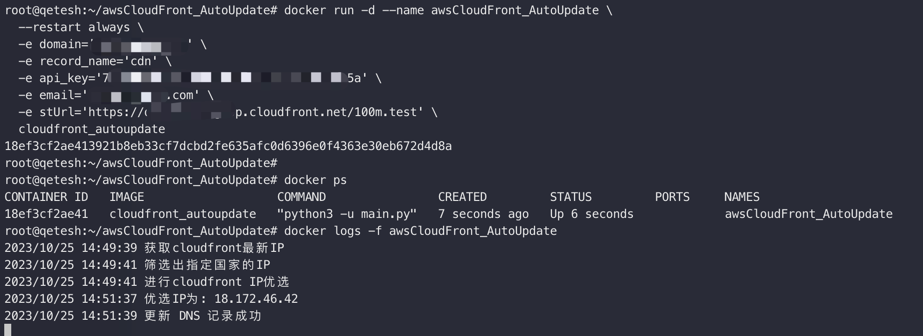 root@qetesh:~/awsCloudFront_AutoUpdate# docker run -d --name awsCloudFront_AutoUpdate \
  --restart always \
  -e domain=' ' \
  -e record_name='cdn' \
  -e api_key='7 5a' \
  -e email=' .com' \
  -e stUrl='https:// p.cloudfront.net/100m.test' \
  cloudfront_autoupdate
18ef3cf2ae413921b8eb33cf7dcbd2fe635afc0d6396e0f4363e30eb672d4d8a
root@qetesh:~/awsCloudFront_AutoUpdate#
root@qetesh:~/awsCloudFront_AutoUpdate# docker ps
CONTAINER ID   IMAGE                   COMMAND                CREATED         STATUS         PORTS     NAMES
18ef3cf2ae41   cloudfront_autoupdate   "python3 -u main.py"   7 seconds ago   Up 6 seconds             awsCloudFront_AutoUpdate
root@qetesh:~/awsCloudFront_AutoUpdate# docker logs -f awsCloudFront_AutoUpdate
2023/10/25 14:49:39 获取cloudfront最新IP
2023/10/25 14:49:41 筛选出指定国家的IP
2023/10/25 14:49:41 进行cloudfront IP优选
2023/10/25 14:51:37 优选IP为: 18.172.46.42
2023/10/25 14:51:39 更新 DNS 记录成功